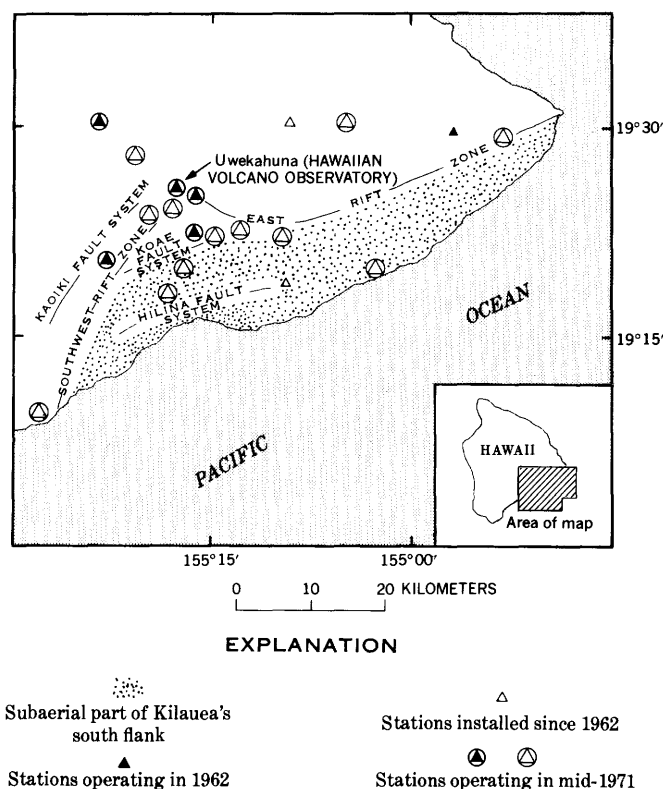 19°30′
Uwekahuna (HAWAIIAN
VOLCANO OBSERVATORY)
KAOIKI FAULT SYSTEM
SOUTHWEST RIFT ZONE
KOAE
FAULT
SYSTEM
EAST RIFT ZONE
HILINA FAULT
SYSTEM
OCEAN
19°15′
PACIFIC
HAWAII
Area of map
155°15′ 155°00′
0 10 20 KILOMETERS
EXPLANATION
Subaerial part of Kilauea's
south flank
Stations operating in 1962
Stations installed since 1962
Stations operating in mid-1971